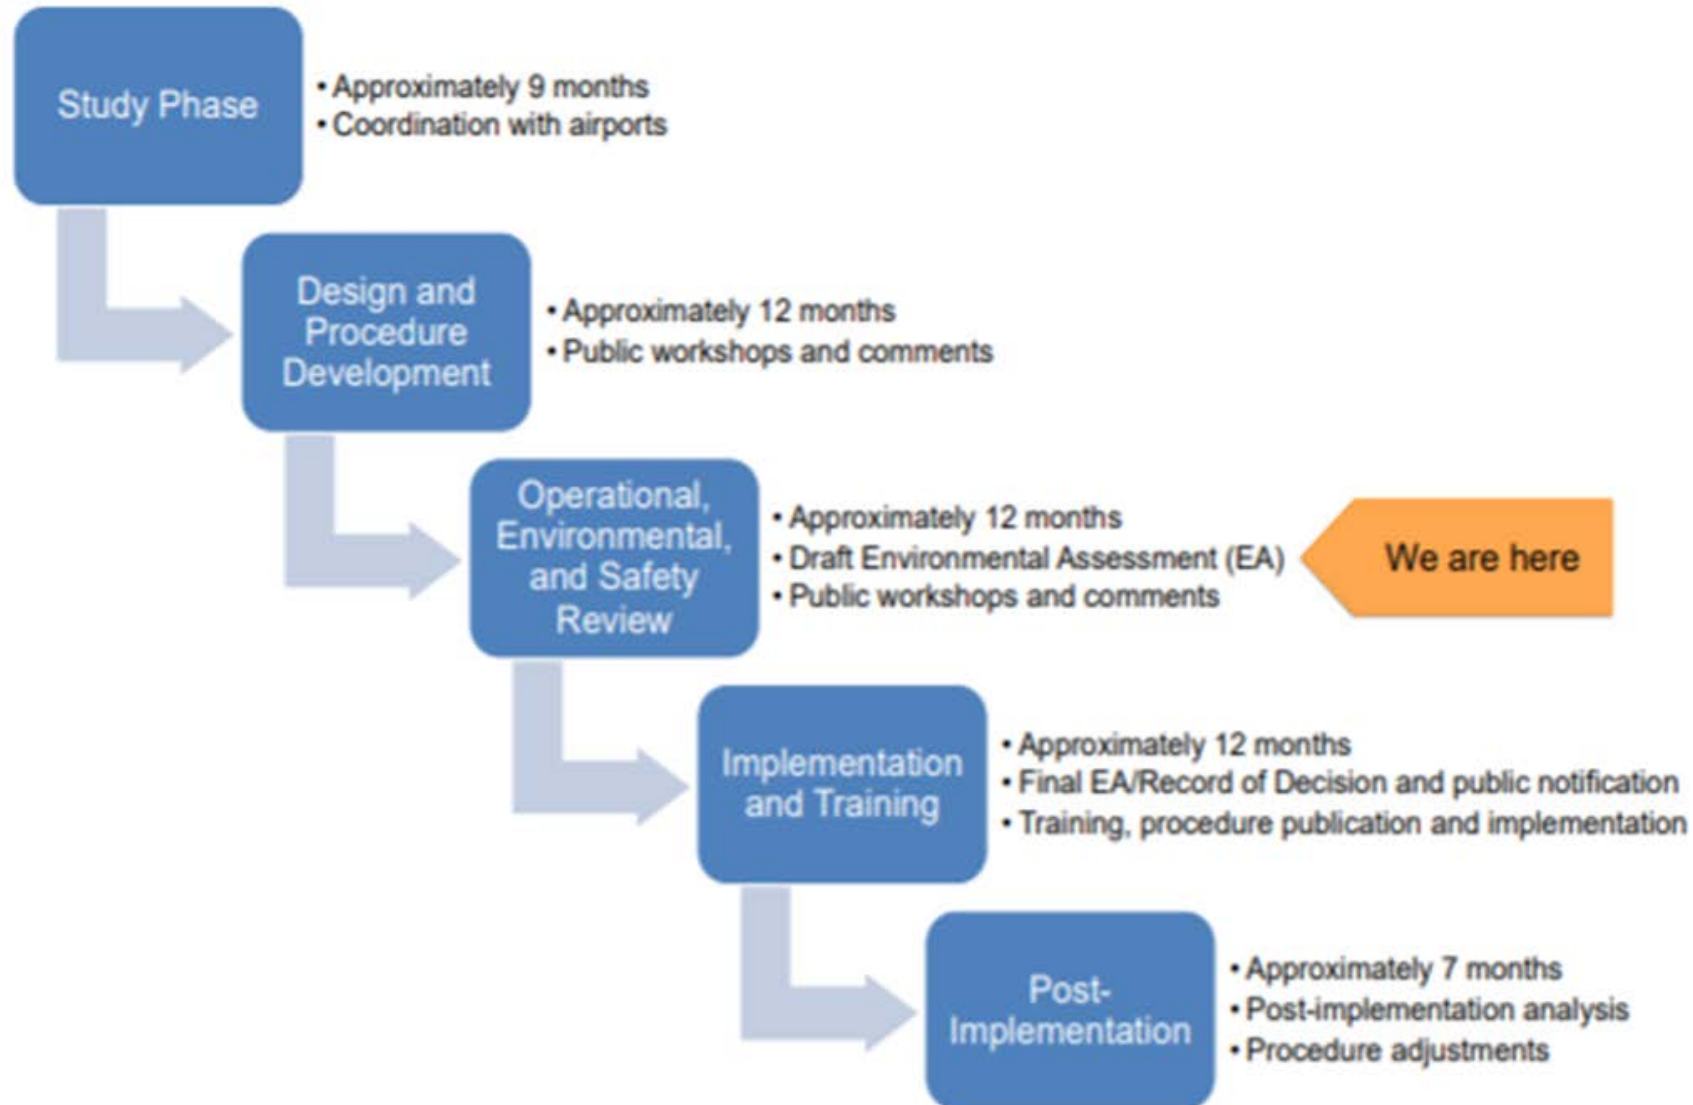 Study Phase
• Approximately 9 months
• Coordination with airports
Design and
Procedure
Development
• Approximately 12 months
• Public workshops and comments
Operational,
Environmental,
and Safety
Review
• Approximately 12 months
• Draft Environmental Assessment (EA)
• Public workshops and comments
We are here
Implementation
and Training
• Approximately 12 months
• Final EA/Record of Decision and public notification
• Training, procedure publication and implementation
Post-
Implementation
• Approximately 7 months
• Post-implementation analysis
• Procedure adjustments